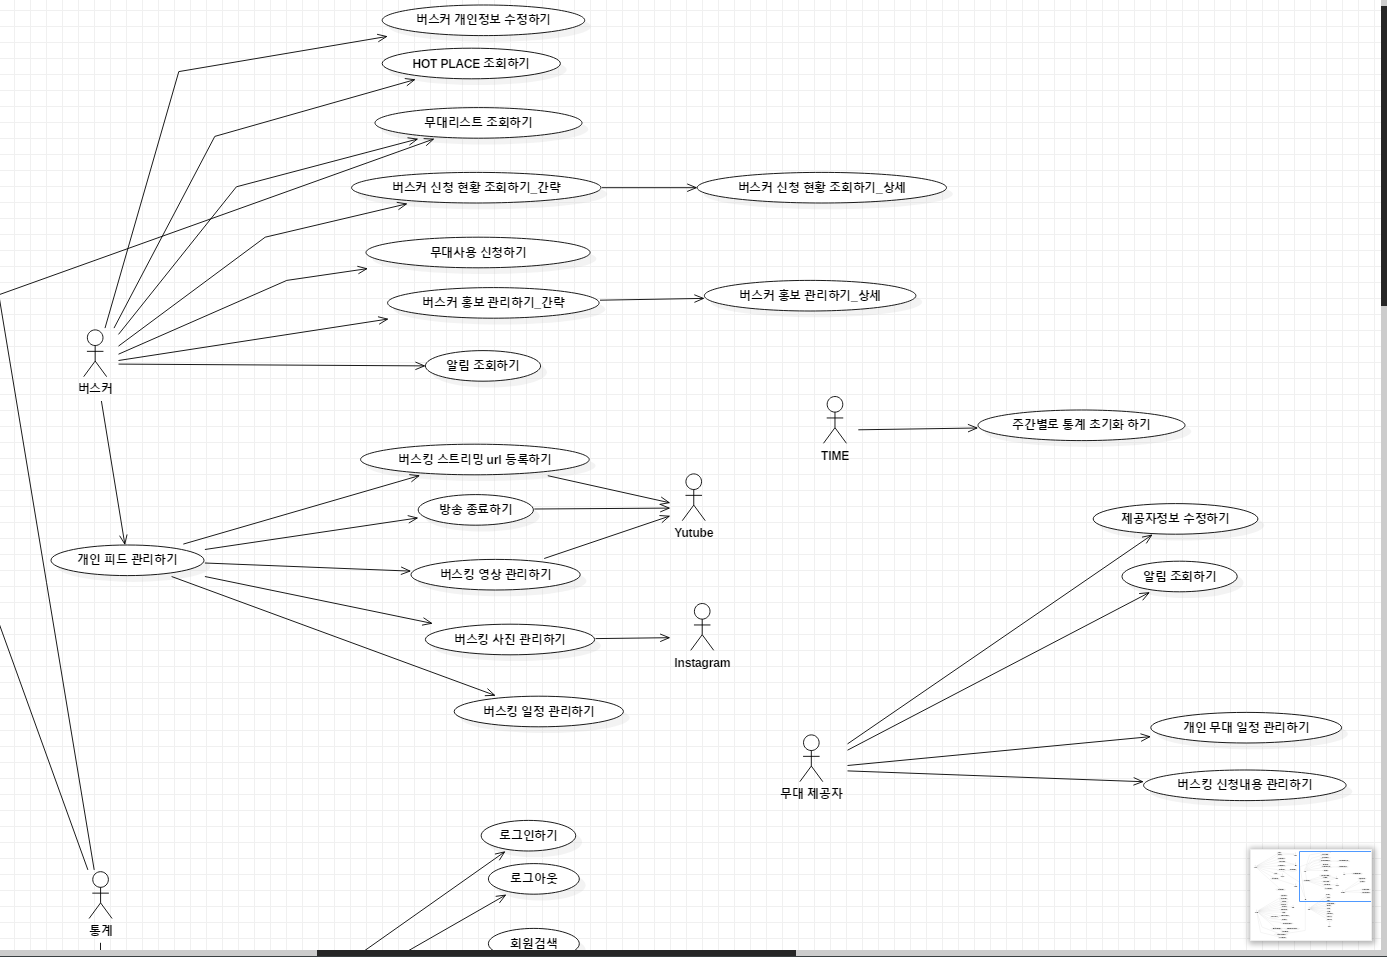 버스커 개인정보 수정하기
HOT PLACE 조회하기
무대리스트 조회하기
버스커 신청 현황 조회하기_간략
버스커 신청 현황 조회하기_상세
무대사용 신청하기
버스커 홍보 관리하기_간략
버스커 홍보 관리하기_상세
알림 조회하기
버스커
주간별로 통계 초기화 하기
TIME
버스킹 스트리밍 url 등록하기
방송 종료하기
Yutube
제공자정보 수정하기
개인 피드 관리하기
버스킹 영상 관리하기
알림 조회하기
버스킹 사진 관리하기
Instagram
버스킹 일정 관리하기
개인 무대 일정 관리하기
무대 제공자
버스킹 신청내용 관리하기
로그인하기
로그아웃
통계
회원검색